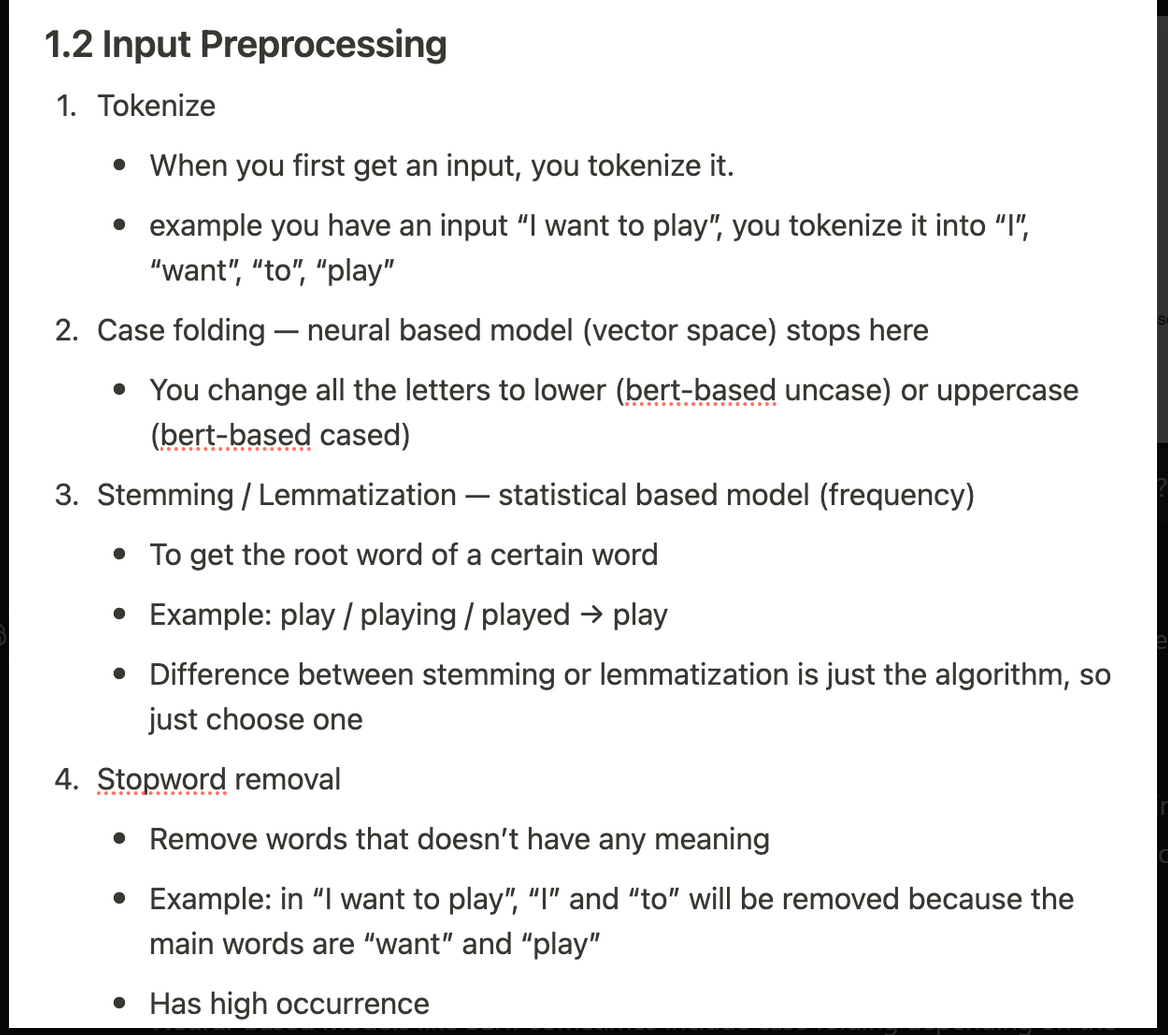 1.2 Input Preprocessing
1. Tokenize
• When you first get an input, you tokenize it.
• example you have an input “I want to play”, you tokenize it into “I”,
“want”, “to”, “play”
2. Case folding — neural based model (vector space) stops here
• You change all the letters to lower (bert-based uncase) or uppercase
(bert-based cased)
3. Stemming / Lemmatization — statistical based model (frequency)
• To get the root word of a certain word
• Example: play / playing / played → play
• Difference between stemming or lemmatization is just the algorithm, so
just choose one
4. Stopword removal
• Remove words that doesn’t have any meaning
• Example: in “I want to play”, “I” and “to” will be removed because the
main words are “want” and “play”
• Has high occurrence